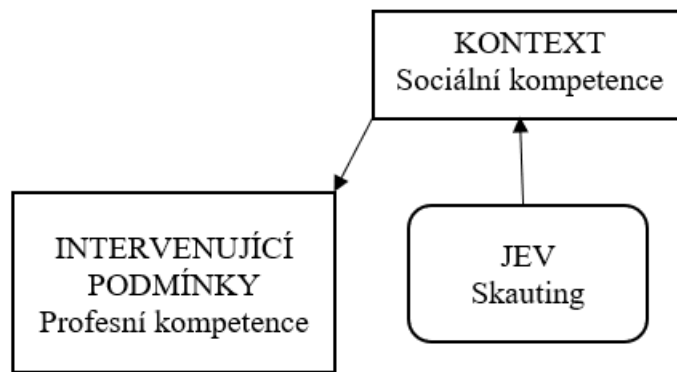 KONTEXT
Sociální kompetence
INTERVENUJÍCÍ
PODMÍNKY
Profesní kompetence
JEV
Skauting